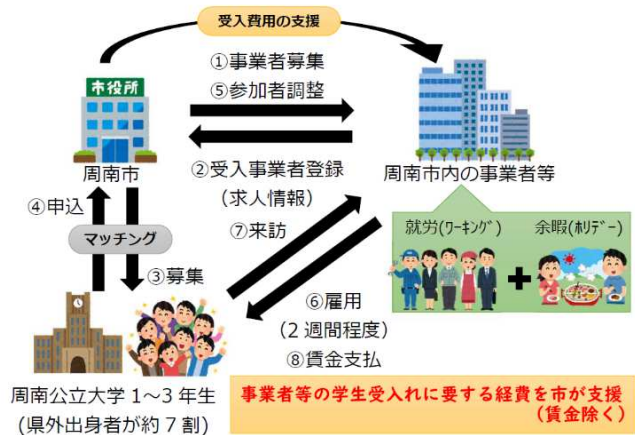 受入費用の支援
①事業者募集
⑤参加者調整
市役所
周南市
②受入事業者登録
(求人情報)
周南市内の事業者等
④申込
マッチング
③募集
⑦来訪
就労(ﾜｰｷﾝｸﾞ)
余暇(ﾎﾘﾃﾞｰ)
⑥雇用
(2週間程度)
⑧賃金支払
周南公立大学1～3年生
(県外出身者が約7割)
事業者等の学生受入れに要する経費を市が支援
(賃金除く)